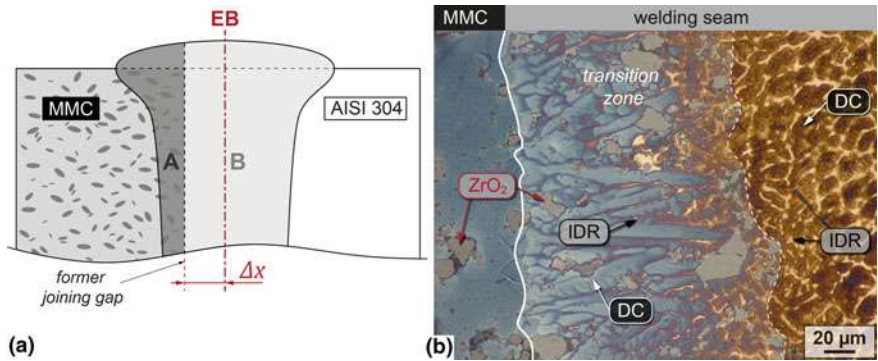 EB
MMC
AISI 304
A
B
former
joining gap
Δx
(a)
MMC
welding seam
transition
zone
DC
ZrO₂
IDR
IDR
DC
20 µm
(b)